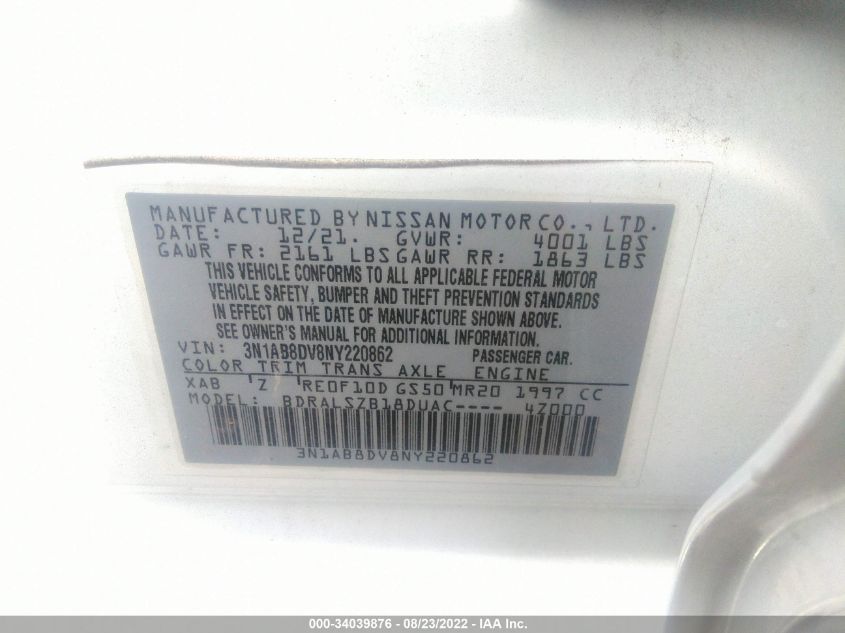 MANUFACTURED BY NISSAN MOTOR CO., LTD.
DATE: 12/21. GVWR: 4001 LBS
GAWR FR: 2161 LBS GAWR RR: 1863 LBS
THIS VEHICLE CONFORMS TO ALL APPLICABLE FEDERAL MOTOR
VEHICLE SAFETY, BUMPER AND THEFT PREVENTION STANDARDS
IN EFFECT ON THE DATE OF MANUFACTURE SHOWN ABOVE.
SEE OWNER'S MANUAL FOR ADDITIONAL INFORMATION.
VIN: 3N1AB8DV8NY220862 PASSENGER CAR.
COLOR TRIM TRANS AXLE ENGINE
XAB Z RE0F10D GS50 MR20 1997 CC
MODEL: BDRALSZB18DUAC---- 4Z000
3N1AB8DV8NY220862
000-34039876 - 08/23/2022 - IAA Inc.